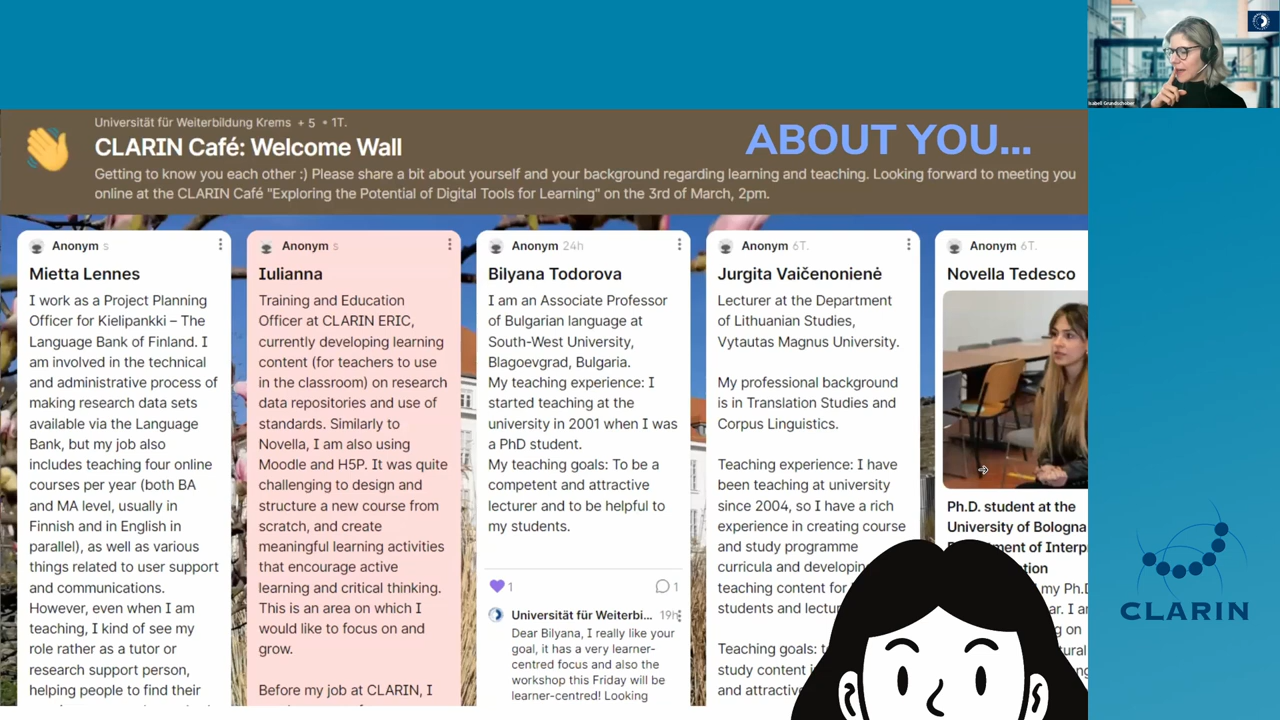 Isabell Grundschober
Universität für Weiterbildung Krems + 5 • 1T.
CLARIN Café: Welcome Wall
ABOUT YOU...
Getting to know you each other :) Please share a bit about yourself and your background regarding learning and teaching. Looking forward to meeting you
online at the CLARIN Café "Exploring the Potential of Digital Tools for Learning" on the 3rd of March, 2pm.
Anonym s
Mietta Lennes
I work as a Project Planning
Officer for Kielipankki – The
Language Bank of Finland. I
am involved in the technical
and administrative process of
making research data sets
available via the Language
Bank, but my job also
includes teaching four online
courses per year (both BA
and MA level, usually in
Finnish and in English in
parallel), as well as various
things related to user support
and communications.
However, even when I am
teaching, I kind of see my
role rather as a tutor or
research support person,
helping people to find their
Anonym s
Iulianna
Training and Education
Officer at CLARIN ERIC,
currently developing learning
content (for teachers to use
in the classroom) on research
data repositories and use of
standards. Similarly to
Novella, I am also using
Moodle and H5P. It was quite
challenging to design and
structure a new course from
scratch, and create
meaningful learning activities
that encourage active
learning and critical thinking.
This is an area on which I
would like to focus on and
grow.
Before my job at CLARIN, I
Anonym 24h
Bilyana Todorova
I am an Associate Professor
of Bulgarian language at
South-West University,
Blagoevgrad, Bulgaria.
My teaching experience: I
started teaching at the
university in 2001 when I was
a PhD student.
My teaching goals: To be a
competent and attractive
lecturer and to be helpful to
my students.
1
1
Universität für Weiterbi... 19h
Dear Bilyana, I really like your
goal, it has a very learner-
centred focus and also the
workshop this Friday will be
learner-centred! Looking
Anonym 6T.
Jurgita Vaičenonienė
Lecturer at the Department
of Lithuanian Studies,
Vytautas Magnus University.
My professional background
is in Translation Studies and
Corpus Linguistics.
Teaching experience: I have
been teaching at university
since 2004, so I have a rich
experience in creating course
and study programme
curricula and developin
teaching content for
students and lectur
Teaching goals: t
study content i
and attractiv
Anonym 6T.
Novella Tedesco
Ph.D. student at the
University of Bologna
ment of Interp
tion
my Ph.D
ar. I a
g on
tural
CLARIN